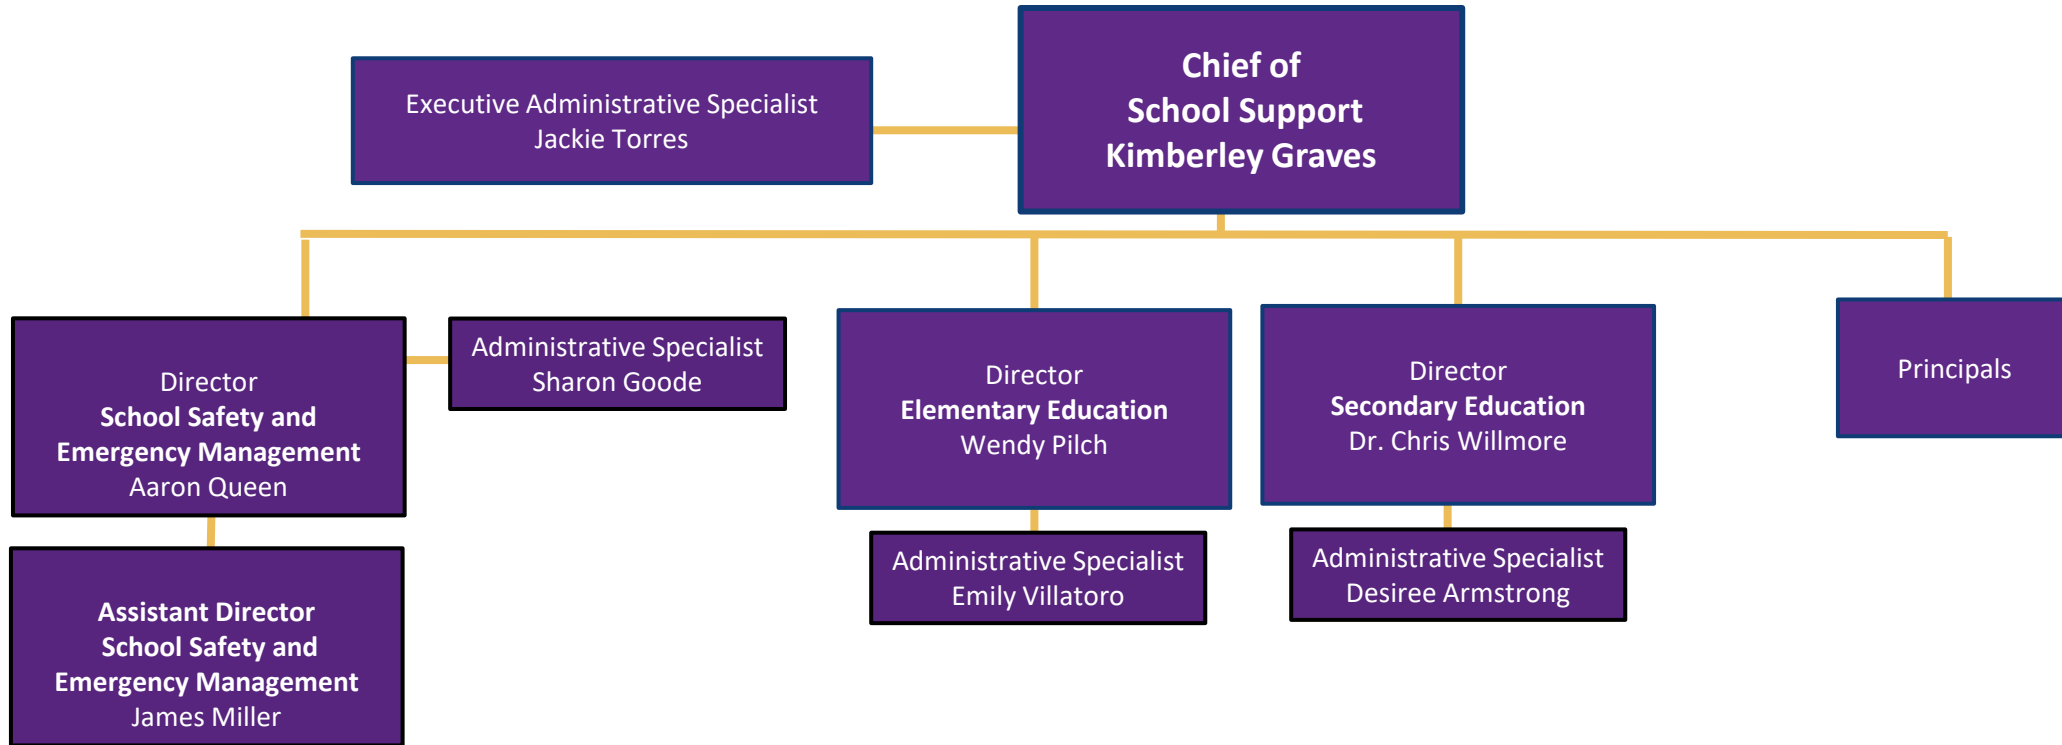 Chief of
School Support
Kimberley Graves
Executive Administrative Specialist
Jackie Torres
Director
School Safety and
Emergency Management
Aaron Queen
Administrative Specialist
Sharon Goode
Director
Elementary Education
Wendy Pilch
Director
Secondary Education
Dr. Chris Willmore
Principals
Assistant Director
School Safety and
Emergency Management
James Miller
Administrative Specialist
Emily Villatoro
Administrative Specialist
Desiree Armstrong